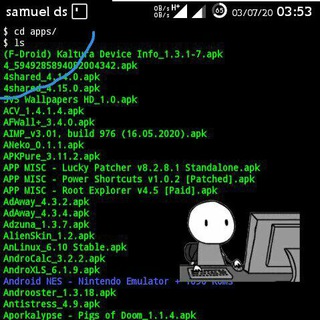 samuel ds
0B/s H+ 0B/s 65 03/07/20 03:53
$ cd apps/
$ ls
(F-Droid) Kaltura Device Info_1.3.1-7.apk
4_5949285894080004342.apk
4shared_4.14.0.apk
4shared_4.15.0.apk
5VS Wallpapers HD_1.0.apk
ACV_1.4.1.4.apk
AFWall+_3.4.0.apk
AIMP_v3.01, build 976 (16.05.2020).apk
ANeko_0.1.1.apk
APKPure_3.11.2.apk
APP MISC - Lucky Patcher v8.2.8.1 Standalone.apk
APP MISC - Power Shortcuts v1.0.2 [Patched].apk
APP MISC - Root Explorer v4.5 [Paid].apk
AdAway_4.3.2.apk
AdAway_4.3.4.apk
Adzuna_1.3.7.apk
AlienSkin_1.2.apk
AnLinux_6.10 Stable.apk
AndroCalc_3.2.2.apk
AndroXLS_6.1.9.apk
Android NES - Nintendo Emulator + Roms
Androoster_1.3.18.apk
Antistress_4.9.apk
Aporkalypse - Pigs of Doom_1.1.4.apk